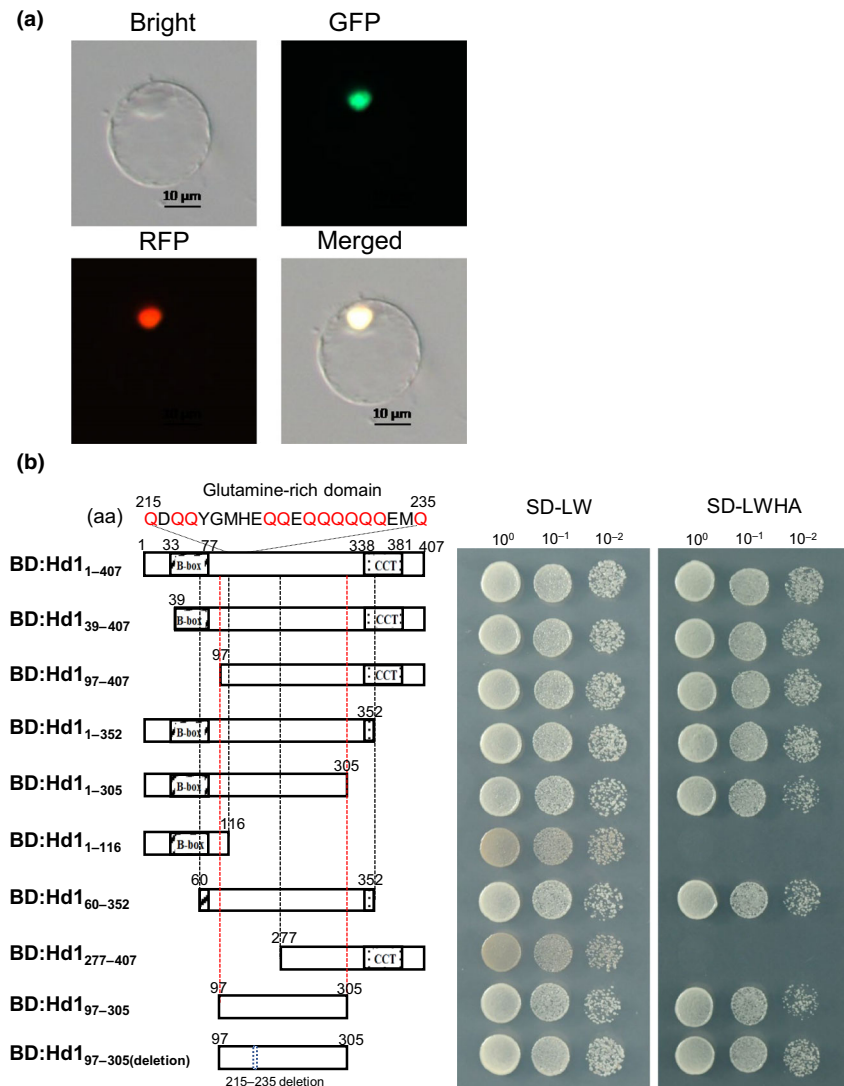 (a)
Bright GFP
10 µm 10 µm
RFP Merged
10 µm 10 µm
(b)
Glutamine-rich domain
215 235
(aa) QDQQYGMHEQQEQQQQQQEMQ
SD-LW SD-LWHA
10⁰ 10⁻¹ 10⁻² 10⁰ 10⁻¹ 10⁻²
1 33 77 338 381 407
BD:Hd1₁₋₄₀₇ B-box CCT
39
BD:Hd1₃₉₋₄₀₇ B-box CCT
97
BD:Hd1₉₇₋₄₀₇ CCT
352
BD:Hd1₁₋₃₅₂ B-box
305
BD:Hd1₁₋₃₀₅ B-box
116
BD:Hd1₁₋₁₁₆ B-box
60 352
BD:Hd1₆₀₋₃₅₂
277
BD:Hd1₂₇₇₋₄₀₇ CCT
97 305
BD:Hd1₉₇₋₃₀₅
97 305
BD:Hd1₉₇₋₃₀₅(deletion)
215–235 deletion